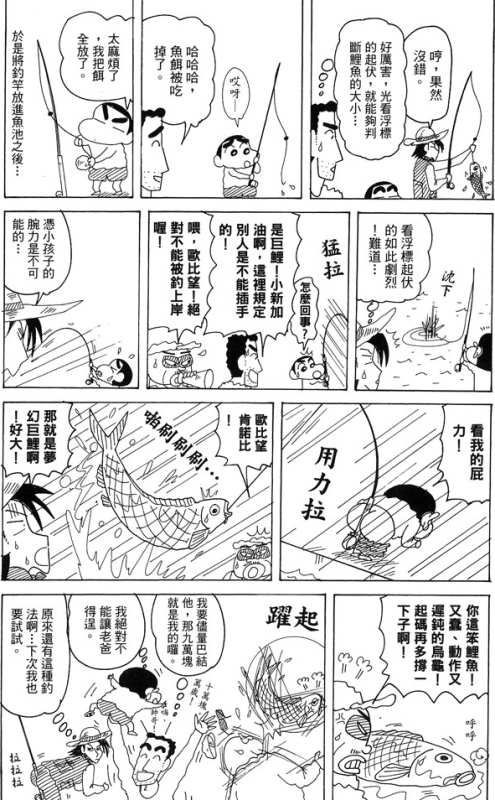 哼，果然
沒錯。
好厲害，光看浮標
的起伏，就能夠判
斷鯉魚的大小…
哎呀…
哈哈哈，
魚餌被吃
掉了。
太麻煩了
，我把餌
全放了。
於是將釣竿放進魚池之後…
沈下
看浮標起伏
的如此劇烈
！難道…
猛拉
怎麼回事？
是巨鯉！小新加
油啊，這裡規定
別人是不能插手
的！
喂，歐比望！絕
對不能被釣上岸
喔！
憑小孩子的
腕力是不可
能的…
看我的屁
力！
用力拉
歐比望
肯諾比
！
啪刷刷刷…
那就是夢
幻巨鯉啊
！好大！
你這笨鯉魚！
又蠢、動作又
遲鈍的烏龜！
起碼再多撐一
下子啊！
呼呼
躍起
我要儘量巴結
他，那九萬塊
就是我的囉。
十萬塊
萬歲！
我絕對不
能讓老爸
得逞。
原來還有這種釣
法啊…下次我也
要試試。
拉拉拉